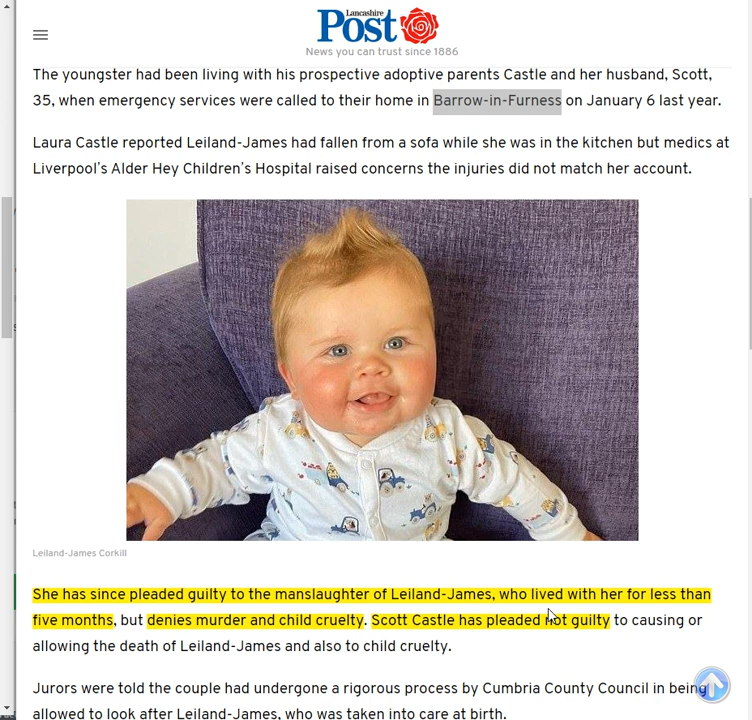 Lancashire
Post
News you can trust since 1886
The youngster had been living with his prospective adoptive parents Castle and her husband, Scott,
35, when emergency services were called to their home in Barrow-in-Furness on January 6 last year.
Laura Castle reported Leiland-James had fallen from a sofa while she was in the kitchen but medics at
Liverpool's Alder Hey Children's Hospital raised concerns the injuries did not match her account.
Leiland-James Corkill
She has since pleaded guilty to the manslaughter of Leiland-James, who lived with her for less than
five months, but denies murder and child cruelty. Scott Castle has pleaded not guilty to causing or
allowing the death of Leiland-James and also to child cruelty.
Jurors were told the couple had undergone a rigorous process by Cumbria County Council in being
allowed to look after Leiland-James, who was taken into care at birth.